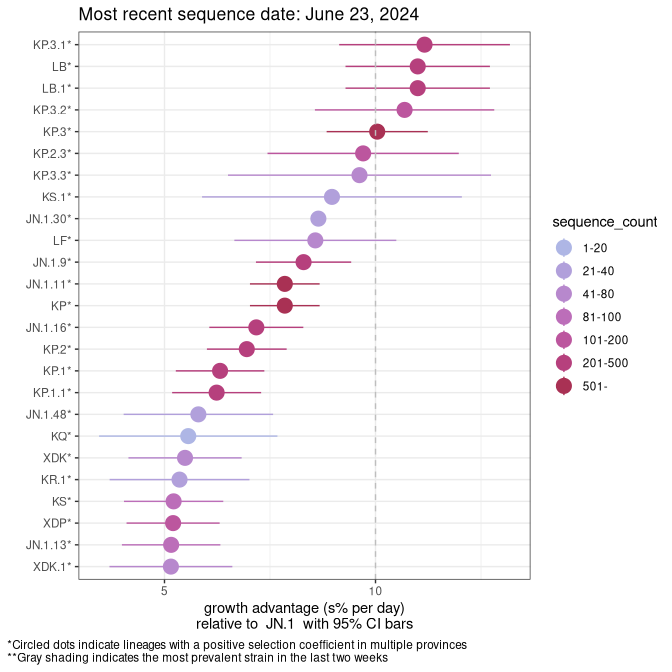 Most recent sequence date: June 23, 2024
KP.3.1*
LB*
LB.1*
KP.3.2*
KP.3*
KP.2.3*
KP.3.3*
KS.1*
JN.1.30*
LF*
JN.1.9*
JN.1.11*
KP*
JN.1.16*
KP.2*
KP.1*
KP.1.1*
JN.1.48*
KQ*
XDK*
KR.1*
KS*
XDP*
JN.1.13*
XDK.1*
5 10
growth advantage (s% per day)
relative to JN.1 with 95% CI bars
sequence_count
1-20
21-40
41-80
81-100
101-200
201-500
501-
*Circled dots indicate lineages with a positive selection coefficient in multiple provinces
**Gray shading indicates the most prevalent strain in the last two weeks